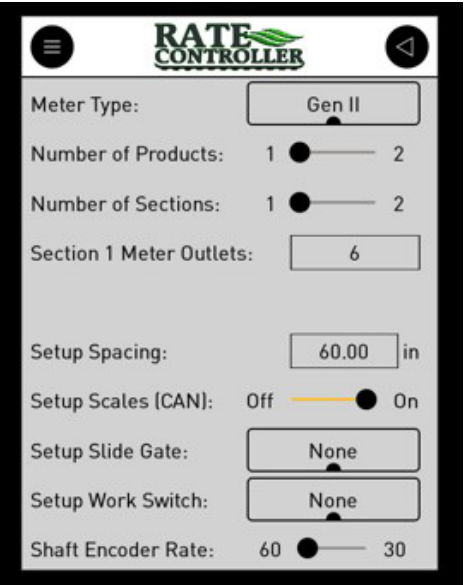 RATE
CONTROLLER
Meter Type: Gen II
Number of Products: 1 2
Number of Sections: 1 2
Section 1 Meter Outlets: 6
Setup Spacing: 60.00 in
Setup Scales (CAN): Off On
Setup Slide Gate: None
Setup Work Switch: None
Shaft Encoder Rate: 60 30